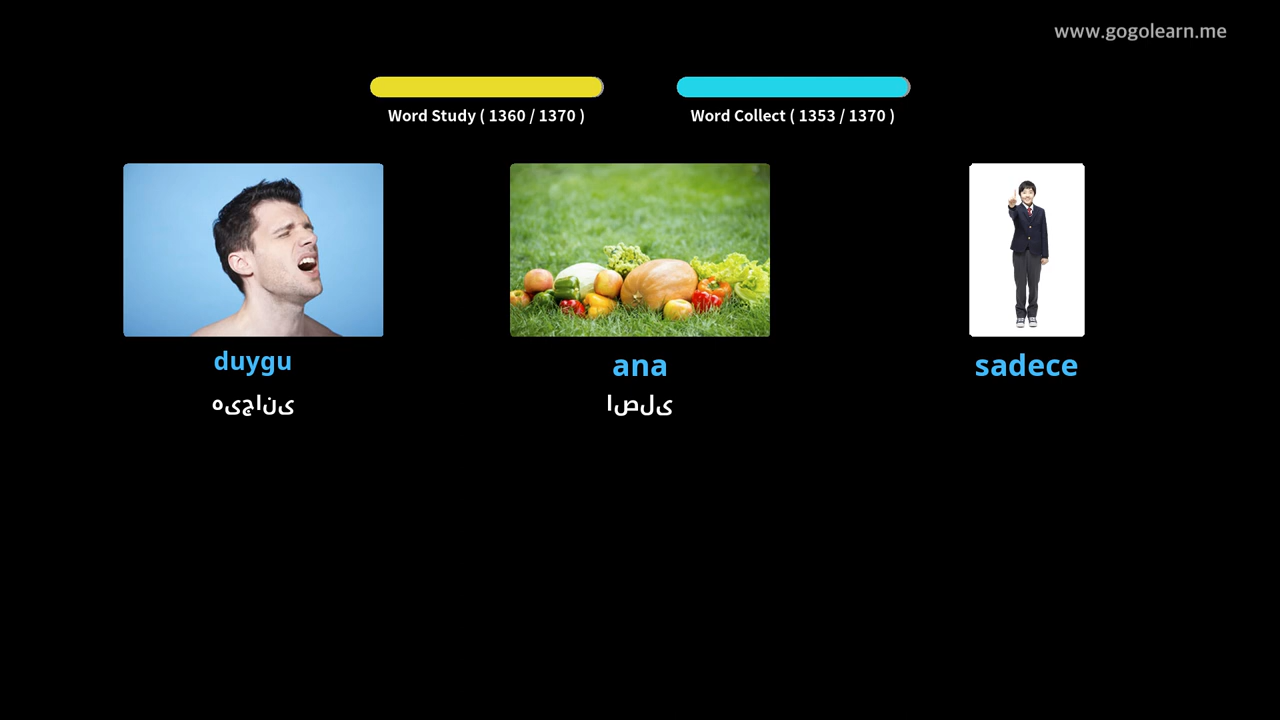 www.gogolearn.me
Word Study ( 1360 / 1370 )
Word Collect ( 1353 / 1370 )
duygu
هیجانی
ana
اصلی
sadece